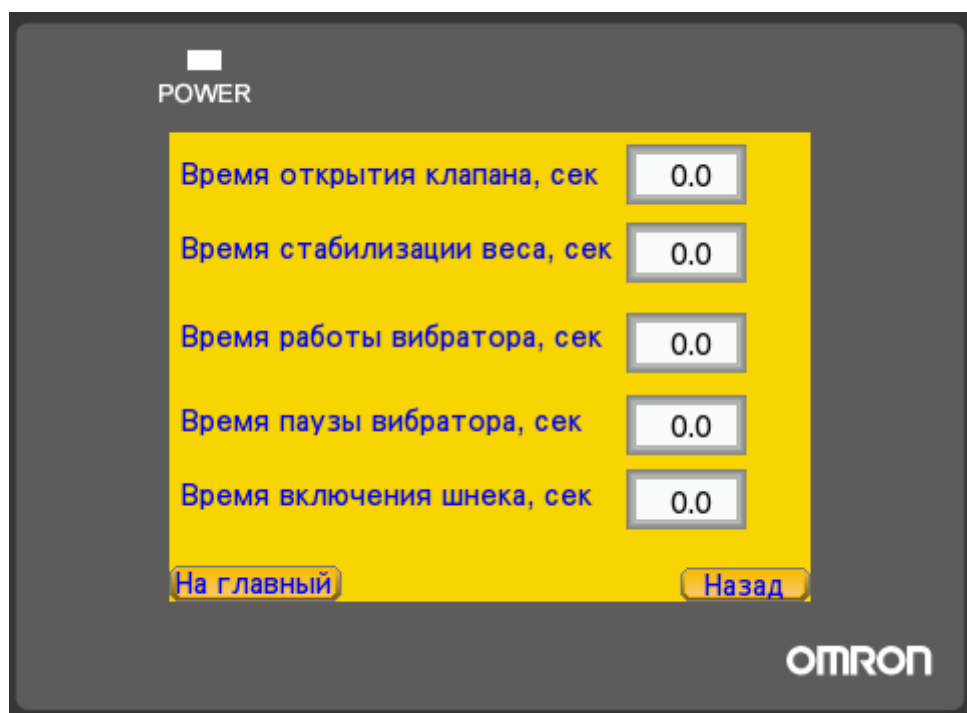 POWER
Время открытия клапана, сек 0.0
Время стабилизации веса, сек 0.0
Время работы вибратора, сек 0.0
Время паузы вибратора, сек 0.0
Время включения шнека, сек 0.0
На главный Назад
OMRON